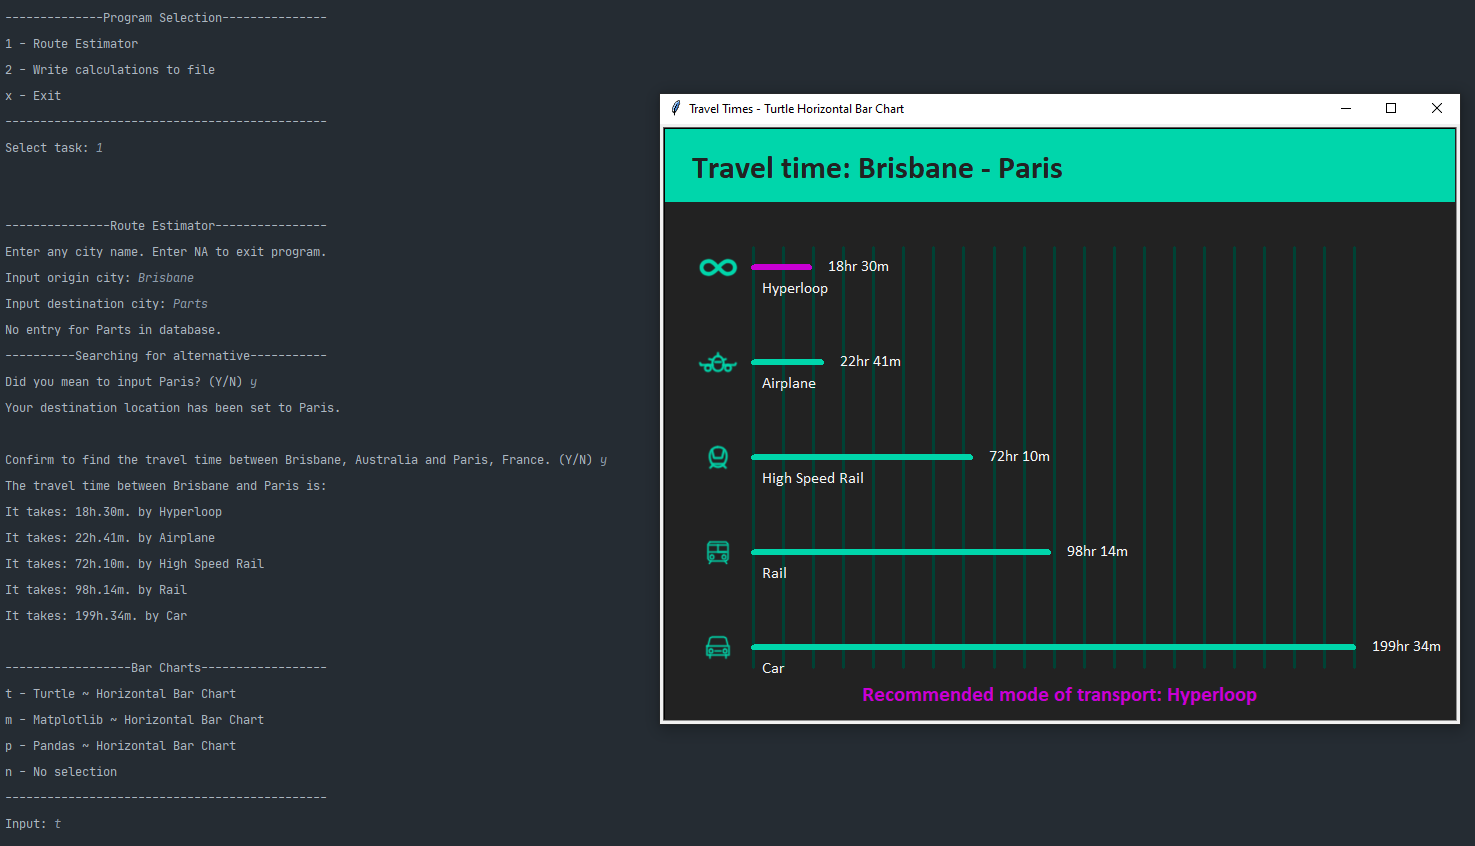 --------------Program Selection---------------
1 - Route Estimator
2 - Write calculations to file
x - Exit
----------------------------------------------
Select task: 1
---------------Route Estimator----------------
Enter any city name. Enter NA to exit program.
Input origin city: Brisbane
Input destination city: Parts
No entry for Parts in database.
----------Searching for alternative-----------
Did you mean to input Paris? (Y/N) y
Your destination location has been set to Paris.
Confirm to find the travel time between Brisbane, Australia and Paris, France. (Y/N) y
The travel time between Brisbane and Paris is:
It takes: 18h.30m. by Hyperloop
It takes: 22h.41m. by Airplane
It takes: 72h.10m. by High Speed Rail
It takes: 98h.14m. by Rail
It takes: 199h.34m. by Car
------------------Bar Charts------------------
t - Turtle ~ Horizontal Bar Chart
m - Matplotlib ~ Horizontal Bar Chart
p - Pandas ~ Horizontal Bar Chart
n - No selection
----------------------------------------------
Input: t
Travel Times - Turtle Horizontal Bar Chart
Travel time: Brisbane - Paris
18hr 30m
Hyperloop
22hr 41m
Airplane
72hr 10m
High Speed Rail
98hr 14m
Rail
199hr 34m
Car
Recommended mode of transport: Hyperloop